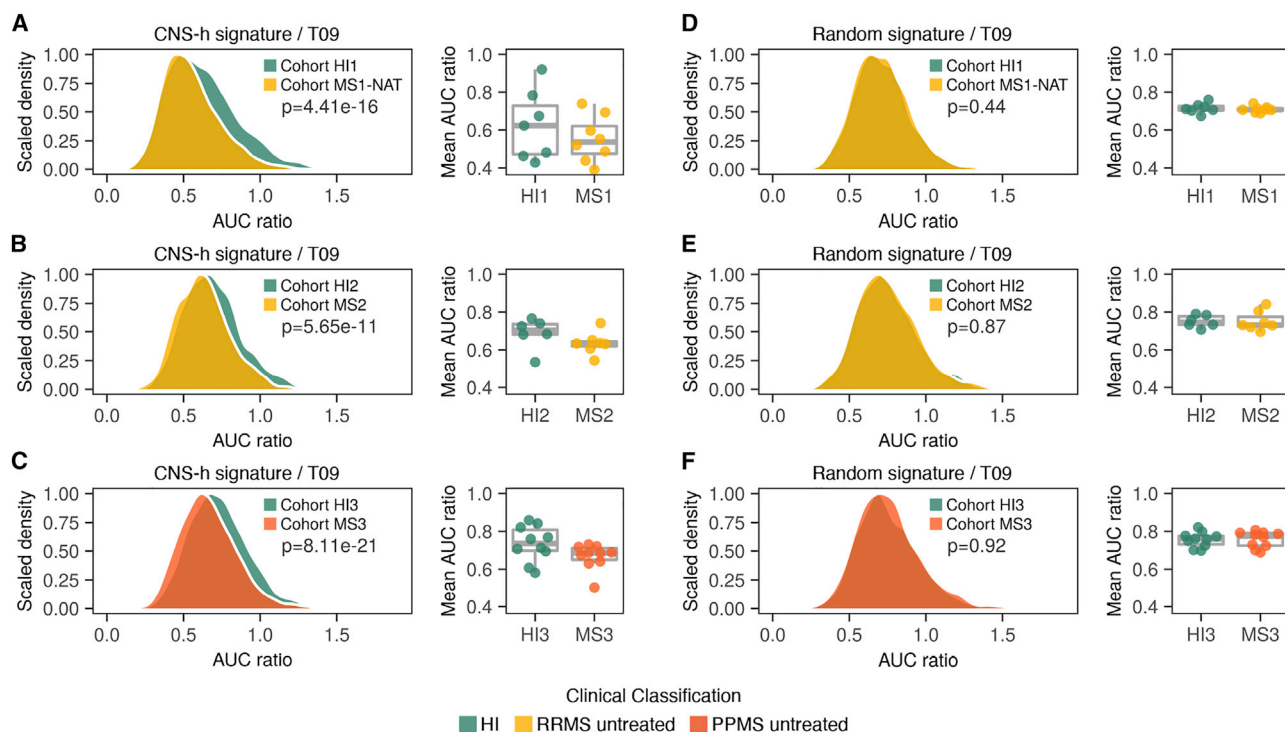 A
CNS-h signature / T09
Scaled density
1.00
0.75
0.50
0.25
0.00
Cohort HI1
Cohort MS1-NAT
p=4.41e-16
0.0 0.5 1.0 1.5
AUC ratio
Mean AUC ratio
1.0
0.8
0.6
0.4
HI1 MS1
D
Random signature / T09
Scaled density
1.00
0.75
0.50
0.25
0.00
Cohort HI1
Cohort MS1-NAT
p=0.44
0.0 0.5 1.0 1.5
AUC ratio
Mean AUC ratio
1.0
0.8
0.6
0.4
HI1 MS1
B
CNS-h signature / T09
Scaled density
1.00
0.75
0.50
0.25
0.00
Cohort HI2
Cohort MS2
p=5.65e-11
0.0 0.5 1.0 1.5
AUC ratio
Mean AUC ratio
1.0
0.8
0.6
0.4
HI2 MS2
E
Random signature / T09
Scaled density
1.00
0.75
0.50
0.25
0.00
Cohort HI2
Cohort MS2
p=0.87
0.0 0.5 1.0 1.5
AUC ratio
Mean AUC ratio
1.0
0.8
0.6
0.4
HI2 MS2
C
CNS-h signature / T09
Scaled density
1.00
0.75
0.50
0.25
0.00
Cohort HI3
Cohort MS3
p=8.11e-21
0.0 0.5 1.0 1.5
AUC ratio
Mean AUC ratio
1.0
0.8
0.6
0.4
HI3 MS3
F
Random signature / T09
Scaled density
1.00
0.75
0.50
0.25
0.00
Cohort HI3
Cohort MS3
p=0.92
0.0 0.5 1.0 1.5
AUC ratio
Mean AUC ratio
1.0
0.8
0.6
0.4
HI3 MS3
Clinical Classification
HI RRMS untreated PPMS untreated